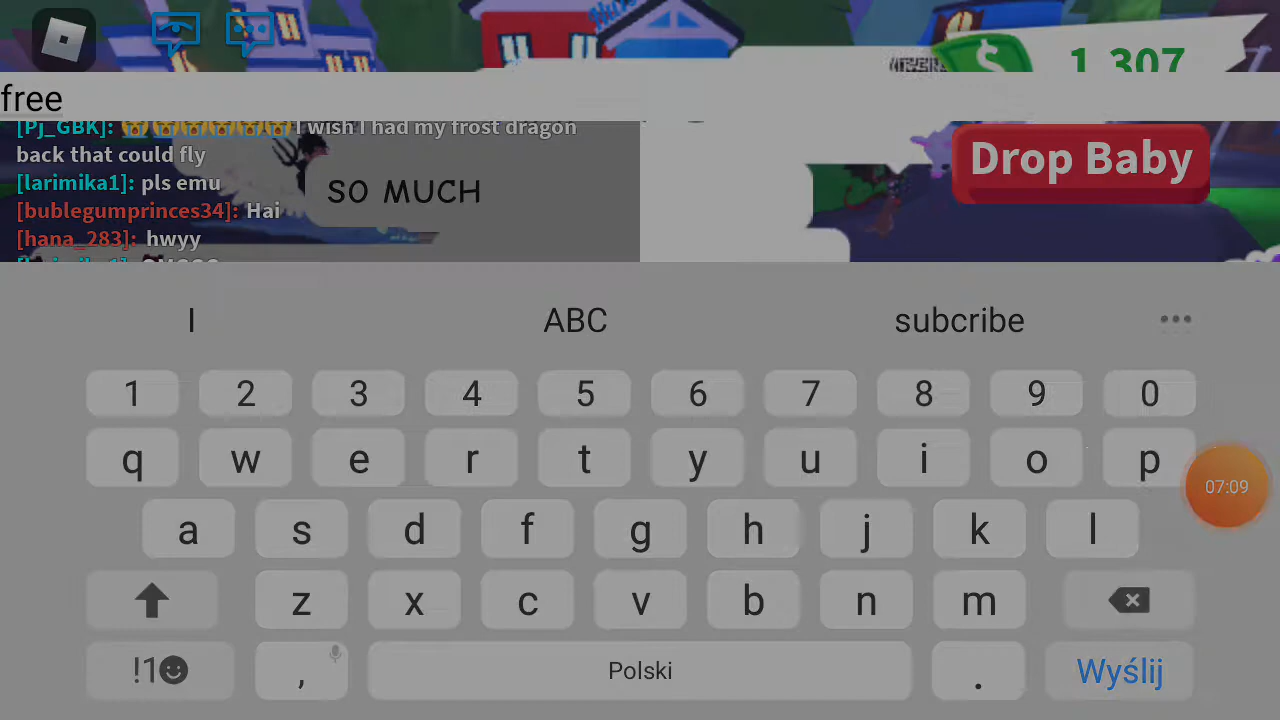 1,307
free
[Pj_GBK]: 😱😱😱😱😱😱 I wish I had my frost dragon
back that could fly
Drop Baby
[larimika1]: pls emu
SO MUCH
[bublegumprinces34]: Hai
[hana_283]: hwyy
I ABC subcribe •••
1 2 3 4 5 6 7 8 9 0
q w e r t y u i o p
07:09
a s d f g h j k l
z x c v b n m
!1☺ , Polski . Wyślij